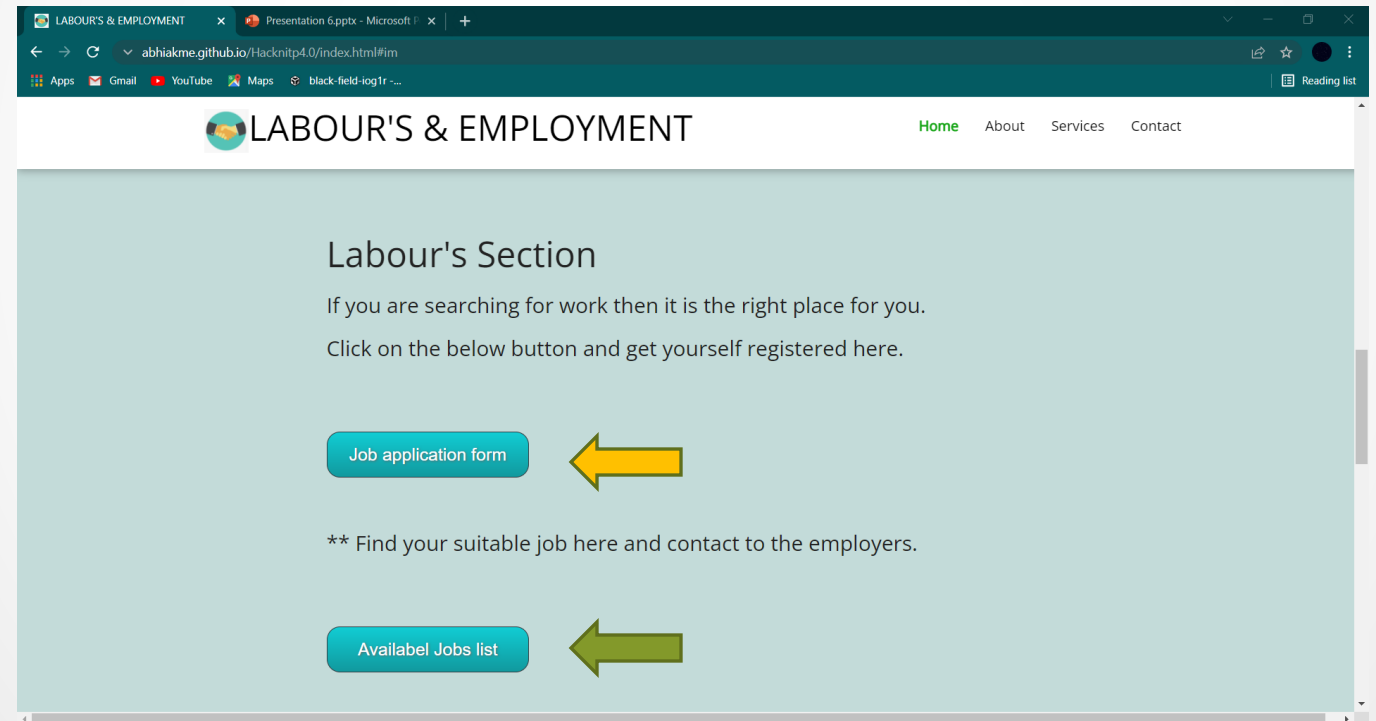 LABOUR'S & EMPLOYMENT
Presentation 6.pptx - Microsoft P
abhiakme.github.io/Hacknitp4.0/index.html#im
Apps Gmail YouTube Maps black-field-iog1r -...
Reading list
LABOUR'S & EMPLOYMENT
Home About Services Contact
Labour's Section
If you are searching for work then it is the right place for you.
Click on the below button and get yourself registered here.
Job application form
** Find your suitable job here and contact to the employers.
Availabel Jobs list